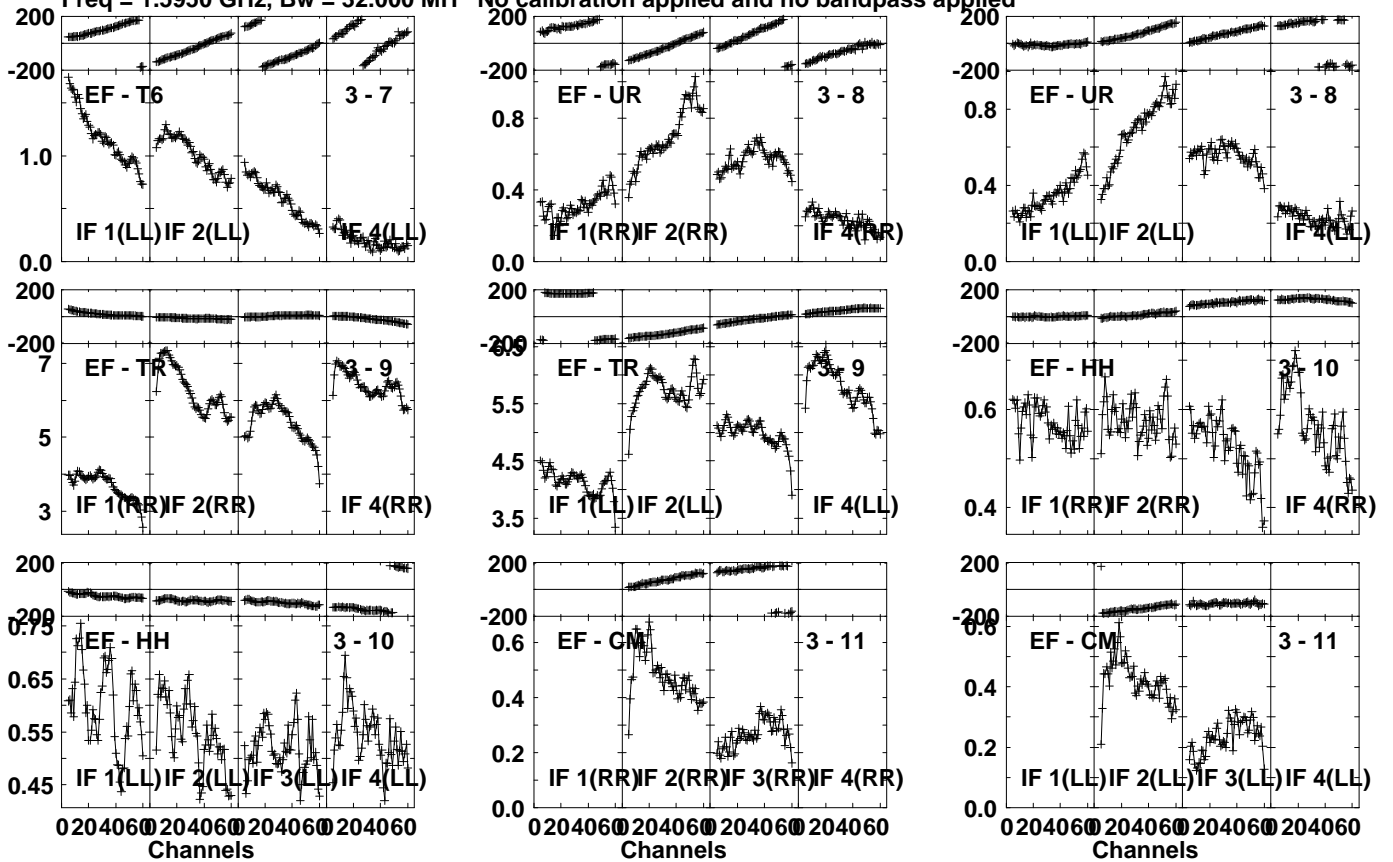 Freq = 1.5950 GHz, Bw = 32.000 MH No calibration applied and no bandpass applied
200
-200
EF - T6
3 - 7
1.0
0.0
IF 1(LL) IF 2(LL) IF 4(LL)
200
-200
EF - UR
3 - 8
0.8
0.4
0.0
IF 1(RR) IF 2(RR) IF 4(RR)
200
-200
EF - UR
3 - 8
0.8
0.4
0.0
IF 1(LL) IF 2(LL) IF 4(LL)
200
-200
EF - TR
3 - 9
7
5
3
IF 1(RR) IF 2(RR) IF 4(RR)
200
-200
6.5
EF - TR
3 - 9
5.5
4.5
3.5
IF 1(LL) IF 2(LL) IF 4(LL)
200
-200
EF - HH
3 - 10
0.6
0.4
IF 1(RR) IF 2(RR) IF 4(RR)
200
-200
0.75
EF - HH
3 - 10
0.65
0.55
0.45
IF 1(LL) IF 2(LL) IF 3(LL) IF 4(LL)
0 20 40 60 0 20 40 60 0 20 40 60 0 20 40 60
Channels
200
-200
0.6
EF - CM
3 - 11
0.4
0.2
0.0
IF 1(RR) IF 2(RR) IF 3(RR) IF 4(RR)
0 20 40 60 0 20 40 60 0 20 40 60 0 20 40 60
Channels
200
-200
0.6
EF - CM
3 - 11
0.4
0.2
0.0
IF 1(LL) IF 2(LL) IF 3(LL) IF 4(LL)
0 20 40 60 0 20 40 60 0 20 40 60 0 20 40 60
Channels